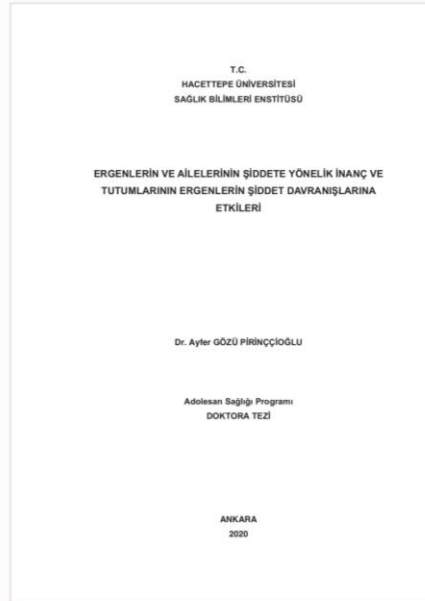 T.C.
HACETTEPE ÜNİVERSİTESİ
SAĞLIK BİLİMLERİ ENSTİTÜSÜ
ERGENLERİN VE AİLELERİNİN ŞİDDETE YÖNELİK İNANÇ VE
TUTUMLARININ ERGENLERİN ŞİDDET DAVRANIŞLARINA
ETKİLERİ
Dr. Ayfer GÖZÜ PİRİNÇÇİOĞLU
Adolesan Sağlığı Programı
DOKTORA TEZİ
ANKARA
2020